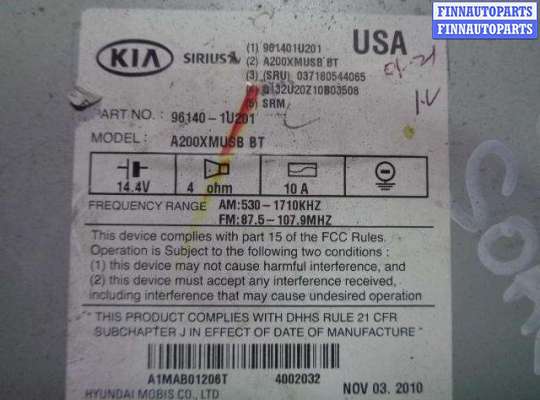 FINNAUTOPARTS
FINNAUTOPARTS
FINNAUTOPARTS
KIA
SIRIUS
(1) 961401U201
(2) A200XMUSB BT
(3) (SRU) 037180544065
132U20Z10B03508
(5) SRM
USA
PART NO. : 96140-1U201
MODEL : A200XMUSB BT
14.4V 4 ohm 10 A
FREQUENCY RANGE AM:530-1710KHZ
FM:87.5-107.9MHZ
This device complies with part 15 of the FCC Rules.
Operation is Subject to the following two conditions :
(1) this device may not cause harmful interference, and
(2) this device must accept any interference received,
including interference that may cause undesired operation
" THIS PRODUCT COMPLIES WITH DHHS RULE 21 CFR
SUBCHAPTER J IN EFFECT OF DATE OF MANUFACTURE "
A1MAB01206T 4002032
HYUNDAI MOBIS CO., LTD NOV 03. 2010